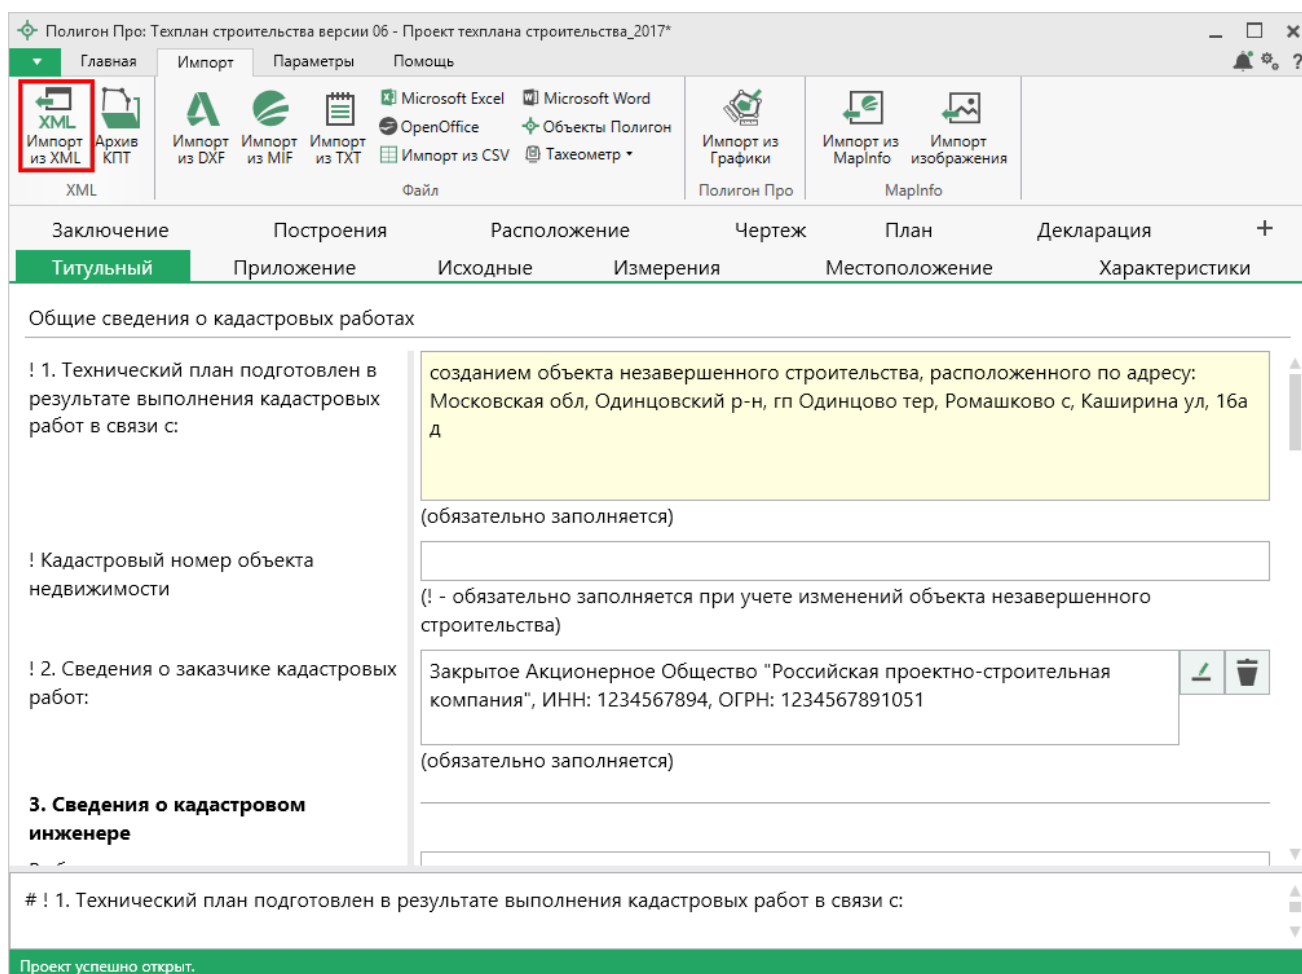 Полигон Про: Техплан строительства версии 06 - Проект техплана строительства_2017*
Главная Импорт Параметры Помощь
?
XML
Импорт из XML
Архив КПТ
XML
Импорт из DXF
Импорт из MIF
Импорт из TXT
Microsoft Excel
OpenOffice
Импорт из CSV
Microsoft Word
Объекты Полигон
Тахеометр
Файл
Импорт из Графики
Полигон Про
Импорт из MapInfo
Импорт изображения
MapInfo
Заключение Построения Расположение Чертеж План Декларация +
Титульный Приложение Исходные Измерения Местоположение Характеристики
Общие сведения о кадастровых работах
! 1. Технический план подготовлен в
результате выполнения кадастровых
работ в связи с:
созданием объекта незавершенного строительства, расположенного по адресу:
Московская обл, Одинцовский р-н, гп Одинцово тер, Ромашково с, Каширина ул, 16а
д
(обязательно заполняется)
! Кадастровый номер объекта
недвижимости
(! - обязательно заполняется при учете изменений объекта незавершенного
строительства)
! 2. Сведения о заказчике кадастровых
работ:
Закрытое Акционерное Общество "Российская проектно-строительная
компания", ИНН: 1234567894, ОГРН: 1234567891051
(обязательно заполняется)
3. Сведения о кадастровом
инженере
# ! 1. Технический план подготовлен в результате выполнения кадастровых работ в связи с:
Проект успешно открыт.